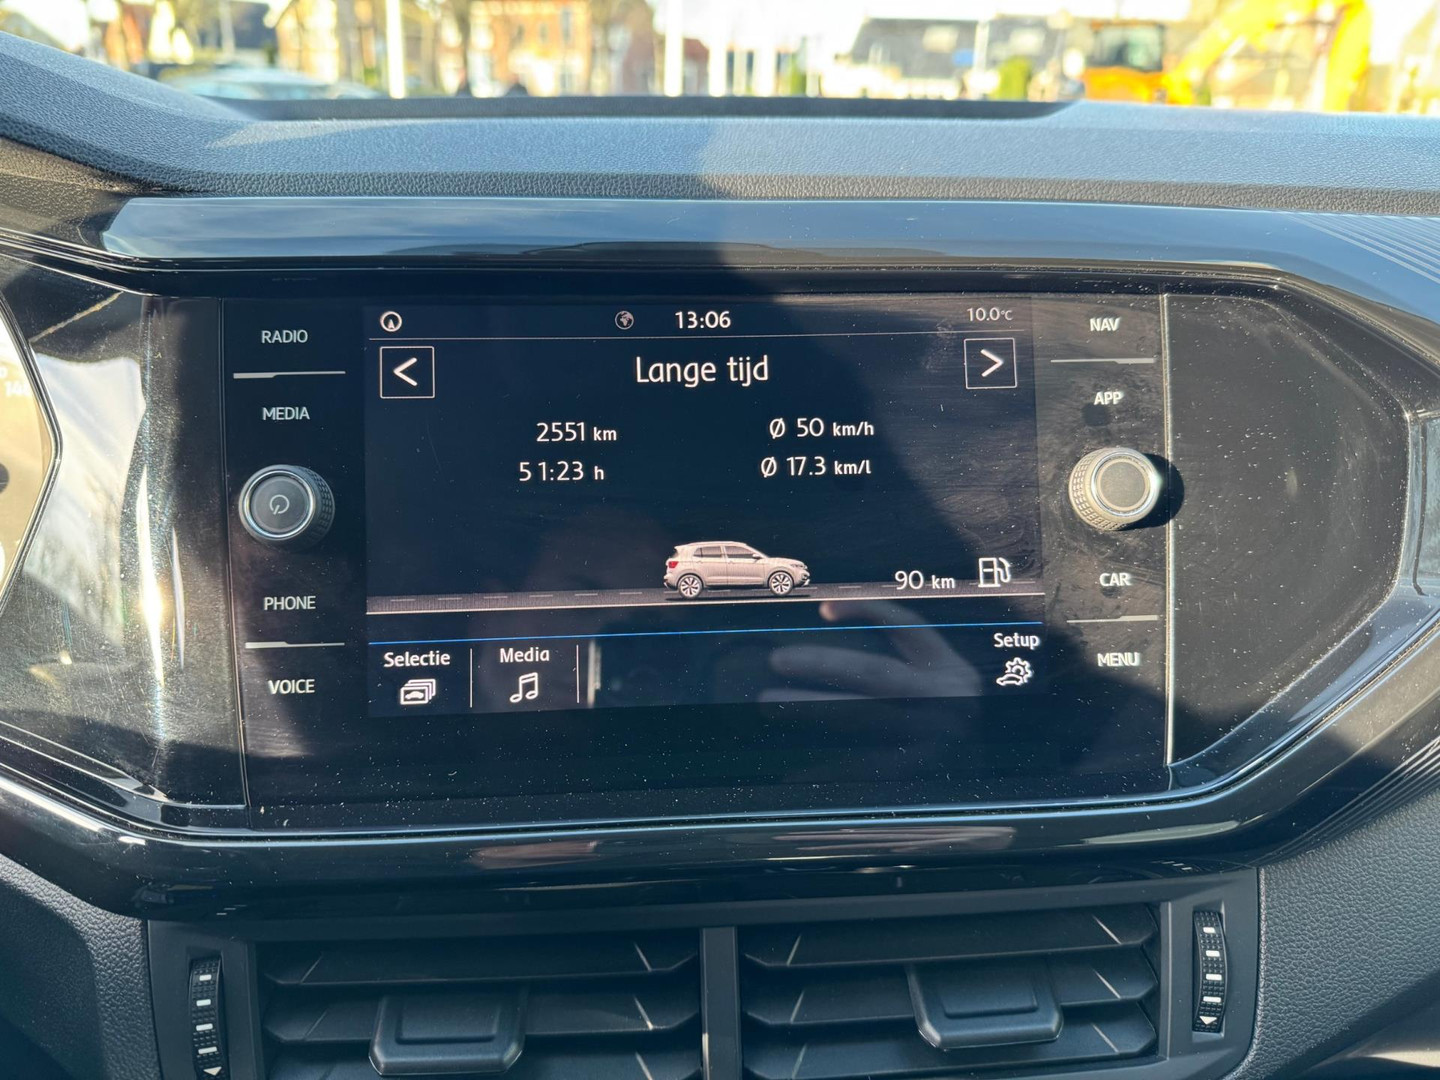 RADIO
MEDIA
PHONE
VOICE
13:06
10.0°C
<
Lange tijd
>
2551 km
Ø 50 km/h
51:23 h
Ø 17.3 km/l
90 km
Selectie
Media
Setup
NAV
APP
CAR
MENU